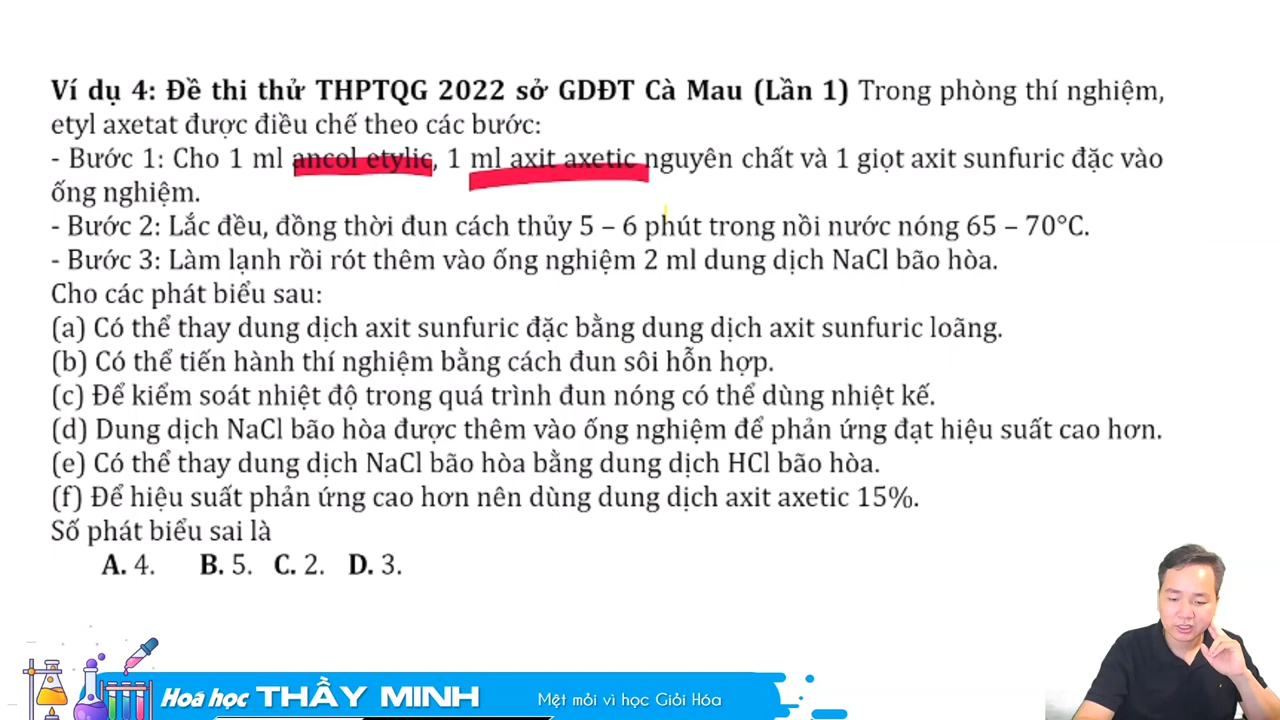 Ví dụ 4: Đề thi thử THPTQG 2022 sở GDĐT Cà Mau (Lần 1) Trong phòng thí nghiệm,
etyl axetat được điều chế theo các bước:
- Bước 1: Cho 1 ml ancol etylic, 1 ml axit axetic nguyên chất và 1 giọt axit sunfuric đặc vào
ống nghiệm.
- Bước 2: Lắc đều, đồng thời đun cách thủy 5 – 6 phút trong nồi nước nóng 65 – 70°C.
- Bước 3: Làm lạnh rồi rót thêm vào ống nghiệm 2 ml dung dịch NaCl bão hòa.
Cho các phát biểu sau:
(a) Có thể thay dung dịch axit sunfuric đặc bằng dung dịch axit sunfuric loãng.
(b) Có thể tiến hành thí nghiệm bằng cách đun sôi hỗn hợp.
(c) Để kiểm soát nhiệt độ trong quá trình đun nóng có thể dùng nhiệt kế.
(d) Dung dịch NaCl bão hòa được thêm vào ống nghiệm để phản ứng đạt hiệu suất cao hơn.
(e) Có thể thay dung dịch NaCl bão hòa bằng dung dịch HCl bão hòa.
(f) Để hiệu suất phản ứng cao hơn nên dùng dung dịch axit axetic 15%.
Số phát biểu sai là
A. 4. B. 5. C. 2. D. 3.
Hoá học THẦY MINH Mệt mỏi vì học Giỏi Hóa